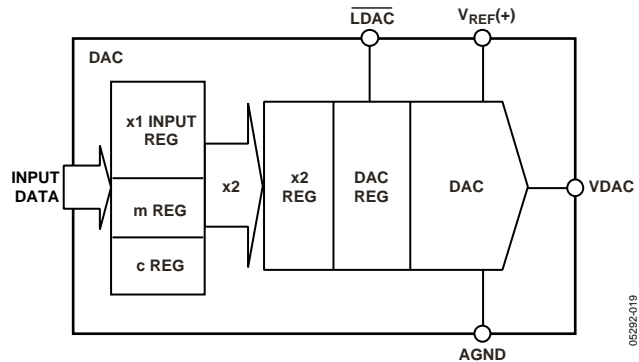 LDAC
VREF(+)
DAC
x1 INPUT
REG
INPUT
DATA
m REG
c REG
x2
x2
REG
DAC
REG
DAC
VDAC
AGND
05292-019